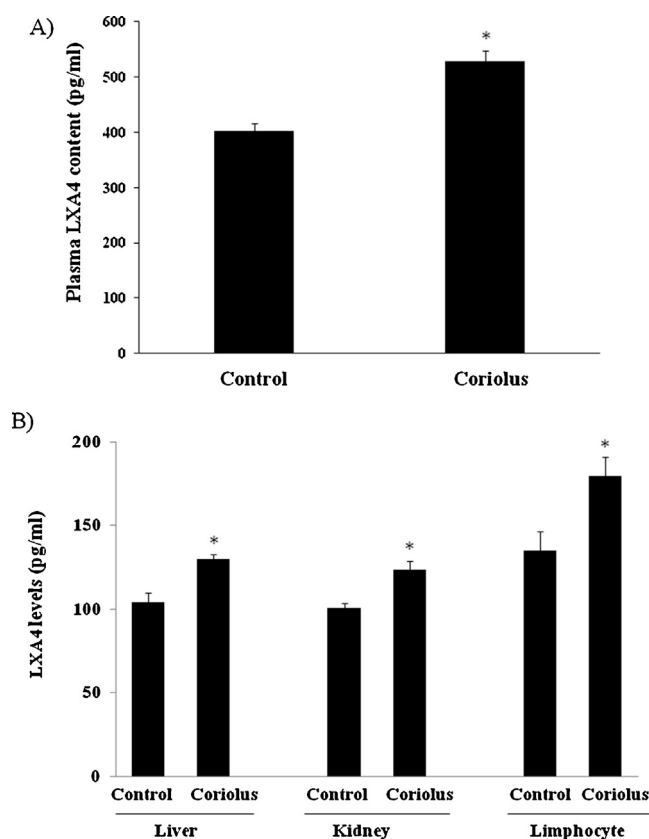 A)
Plasma LXA4 content (pg/ml)
600
500
400
300
200
100
0
*
Control Coriolus
B)
LXA4 levels (pg/ml)
200
150
100
50
0
* * *
Control Coriolus Control Coriolus Control Coriolus
Liver Kidney Limphocyte